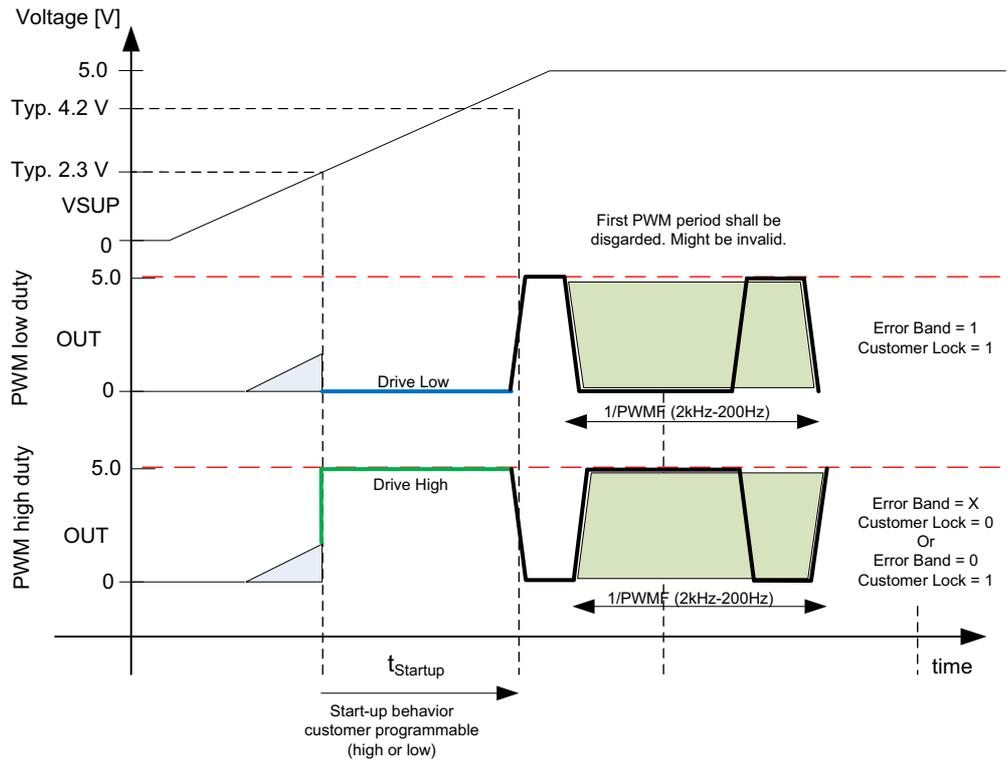 Voltage [V]
5.0
Typ. 4.2 V
Typ. 2.3 V
VSUP
0
First PWM period shall be
disgarded. Might be invalid.
PWM low duty
5.0
OUT
0
Drive Low
Error Band = 1
Customer Lock = 1
1/PWMF (2kHz-200Hz)
PWM high duty
5.0
OUT
0
Drive High
Error Band = X
Customer Lock = 0
Or
Error Band = 0
Customer Lock = 1
1/PWMF (2kHz-200Hz)
tStartup
time
Start-up behavior
customer programmable
(high or low)